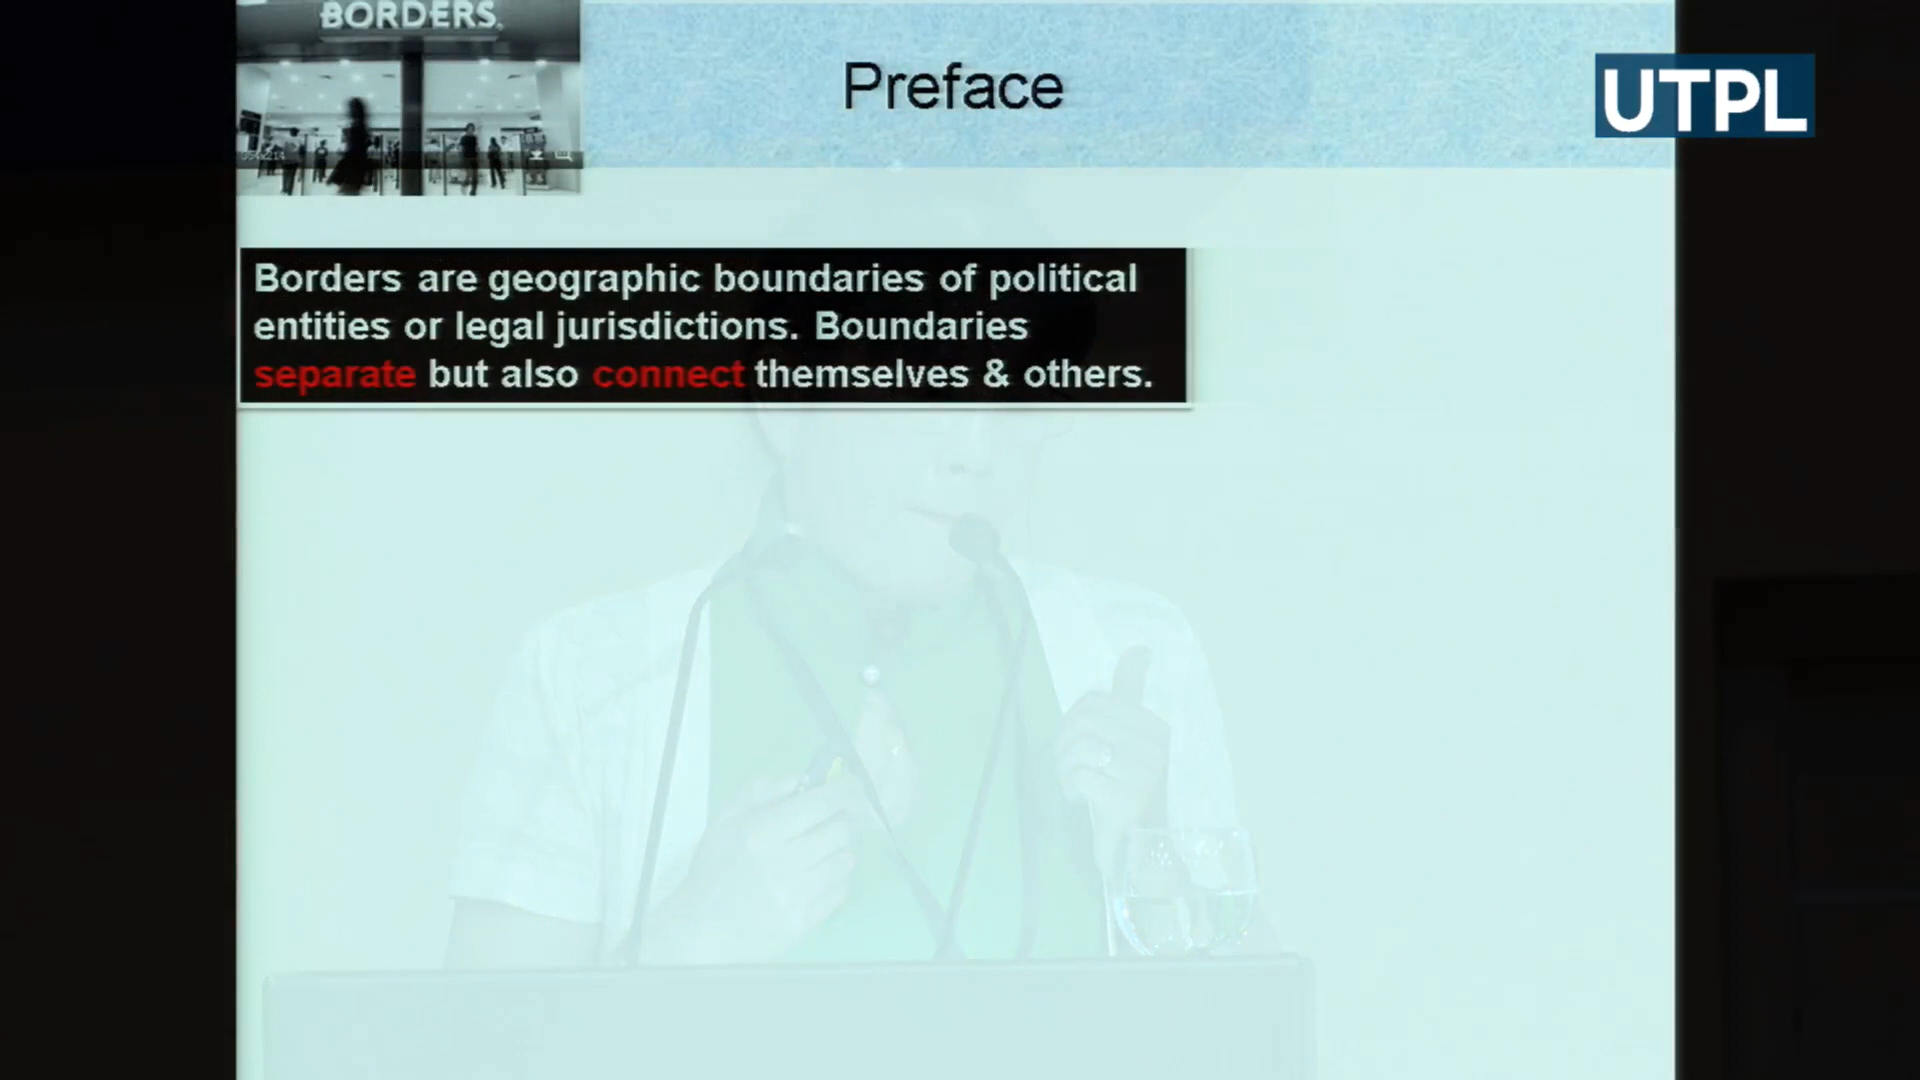 BORDERS
Preface
UTPL
Borders are geographic boundaries of political
entities or legal jurisdictions. Boundaries
separate but also connect themselves & others.